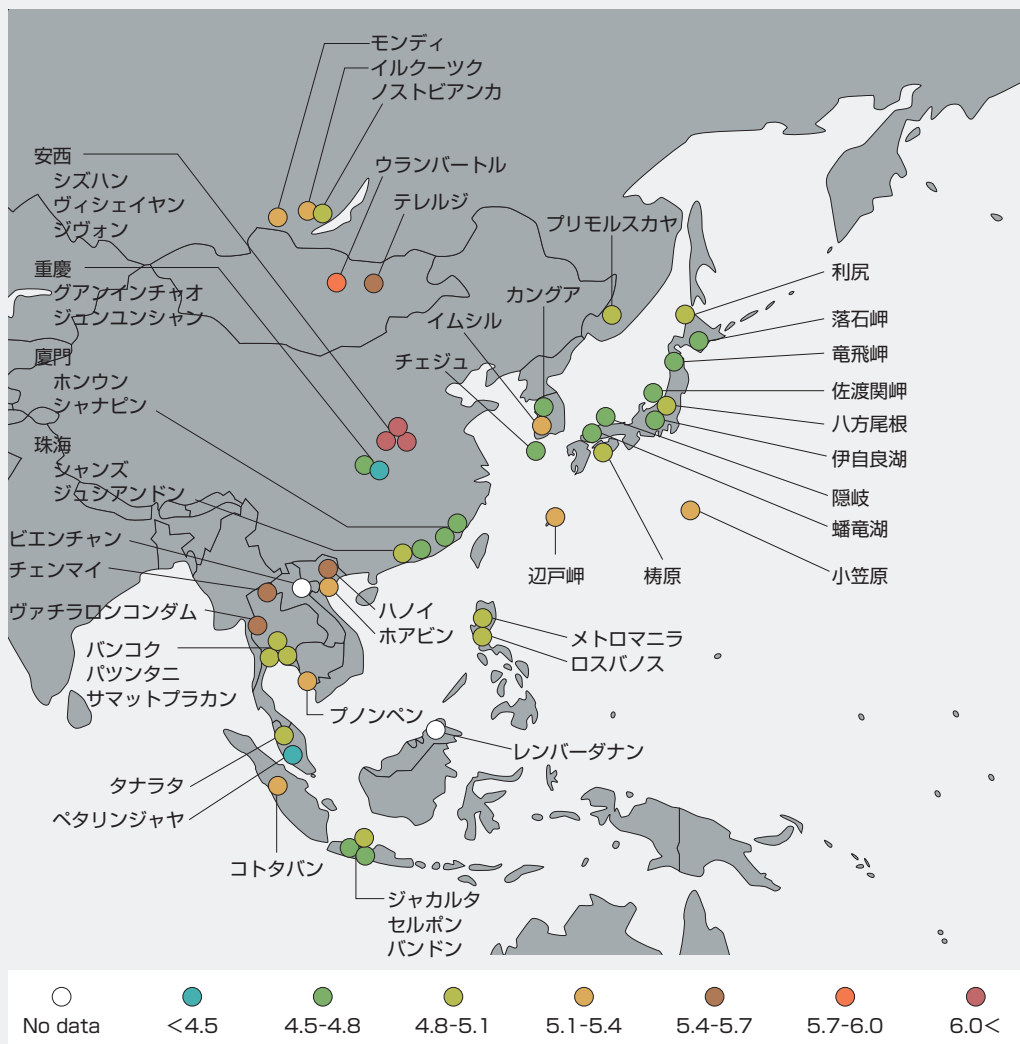 モンディ
イルクーツク
ノストビアンカ
安西
シズハン
ヴィシェイヤン
ジヴォン
ウランバートル
テレルジ
プリモルスカヤ
重慶
グアンインチャオ
ジュンユンシャン
カングア
イムシル
チェジュ
利尻
落石岬
竜飛岬
佐渡関岬
八方尾根
伊自良湖
隠岐
蟠竜湖
小笠原
厦門
ホンウン
シャナピン
珠海
シャンズ
ジュシアンドン
ビエンチャン
チェンマイ
ヴァチラロンコンダム
バンコク
パツンタニ
サマットプラカン
辺戸岬
梼原
ハノイ
ホアビン
メトロマニラ
ロスバノス
プノンペン
レンバーダナン
タナラタ
ペタリンジャヤ
コトタバン
ジャカルタ
セルポン
バンドン
No data
<4.5
4.5-4.8
4.8-5.1
5.1-5.4
5.4-5.7
5.7-6.0
6.0<